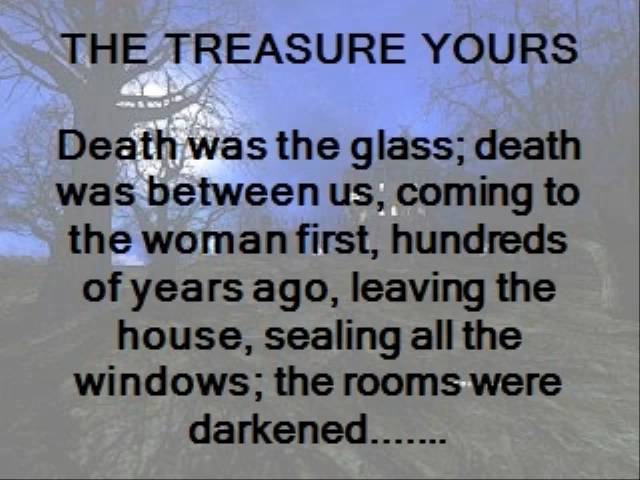 THE TREASURE YOURS
Death was the glass; death
was between us, coming to
the woman first, hundreds
of years ago, leaving the
house, sealing all the
windows; the rooms were
darkened.......